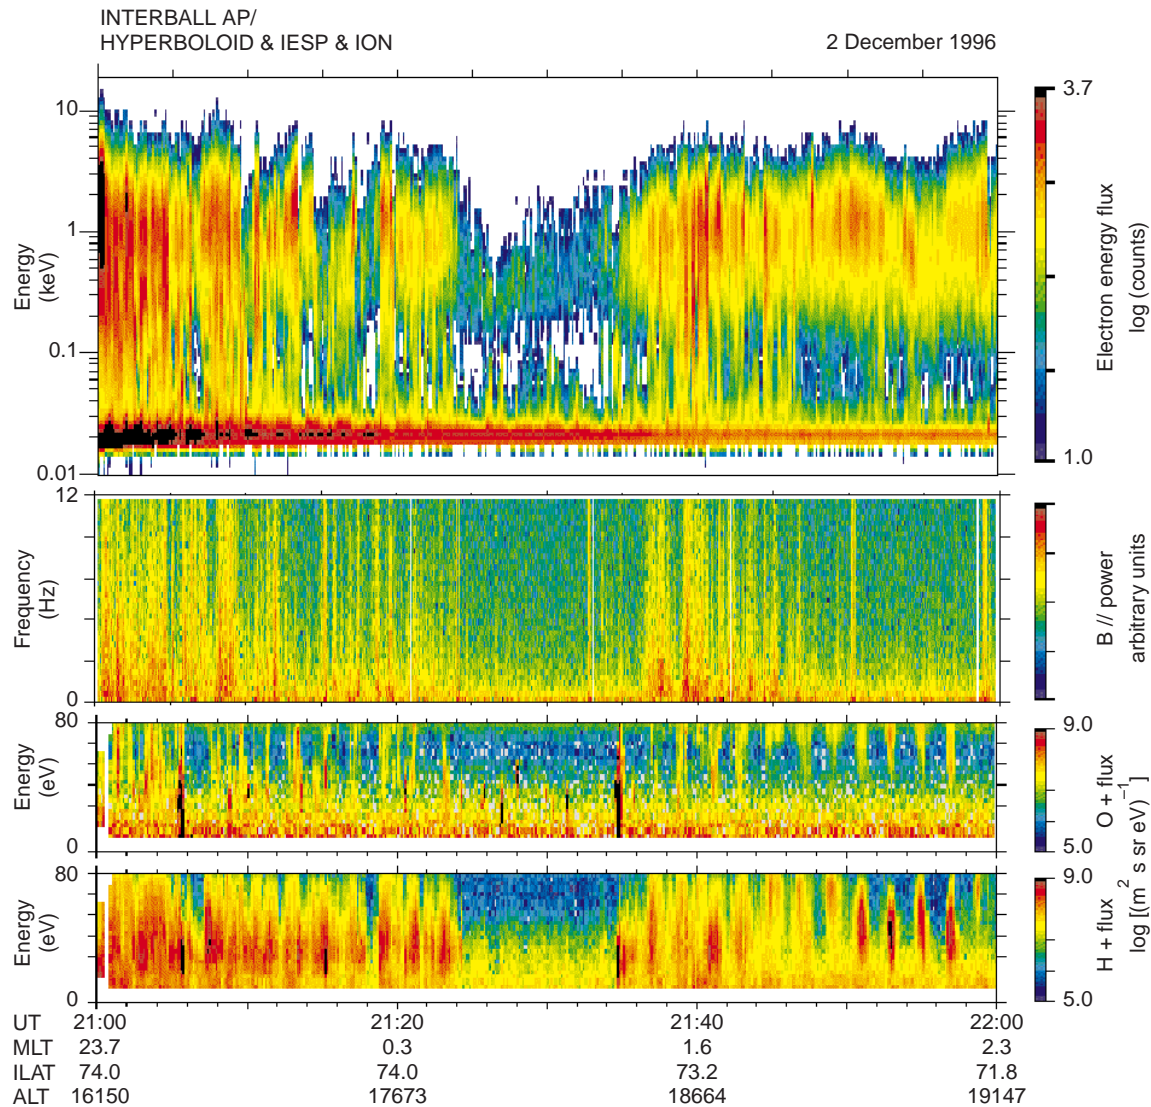 INTERBALL AP/
HYPERBOLOID & IESP & ION
2 December 1996
10
1
0.1
0.01
Energy
(keV)
3.7
1.0
Electron energy flux
log (counts)
12
0
Frequency
(Hz)
B // power
arbitrary units
80
0
Energy
(eV)
9.0
5.0
O + flux
80
0
Energy
(eV)
9.0
5.0
H + flux
log [(m² s sr eV)⁻¹]
UT 21:00 21:20 21:40 22:00
MLT 23.7 0.3 1.6 2.3
ILAT 74.0 74.0 73.2 71.8
ALT 16150 17673 18664 19147